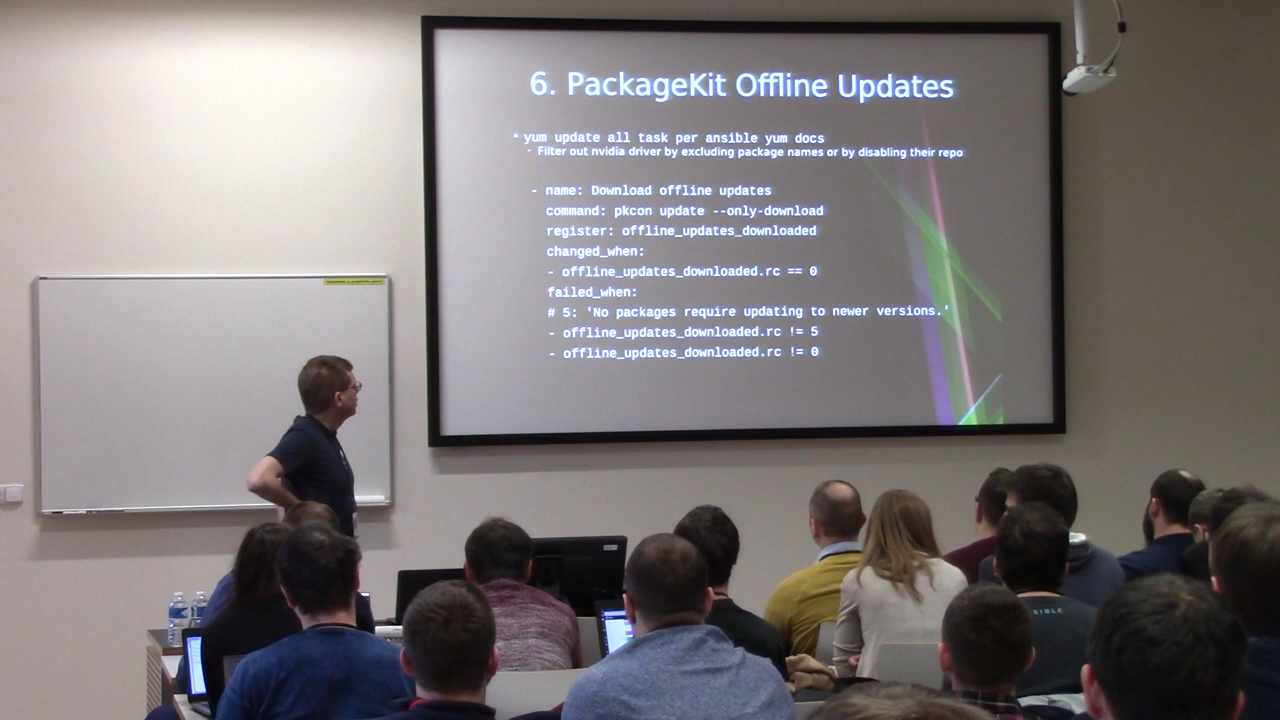 6. PackageKit Offline Updates
• yum update all task per ansible yum docs
- Filter out nvidia driver by excluding package names or by disabling their repo
- name: Download offline updates
command: pkcon update --only-download
register: offline_updates_downloaded
changed_when:
- offline_updates_downloaded.rc == 0
failed_when:
# 5: 'No packages require updating to newer versions.'
- offline_updates_downloaded.rc != 5
- offline_updates_downloaded.rc != 0
SIBLE